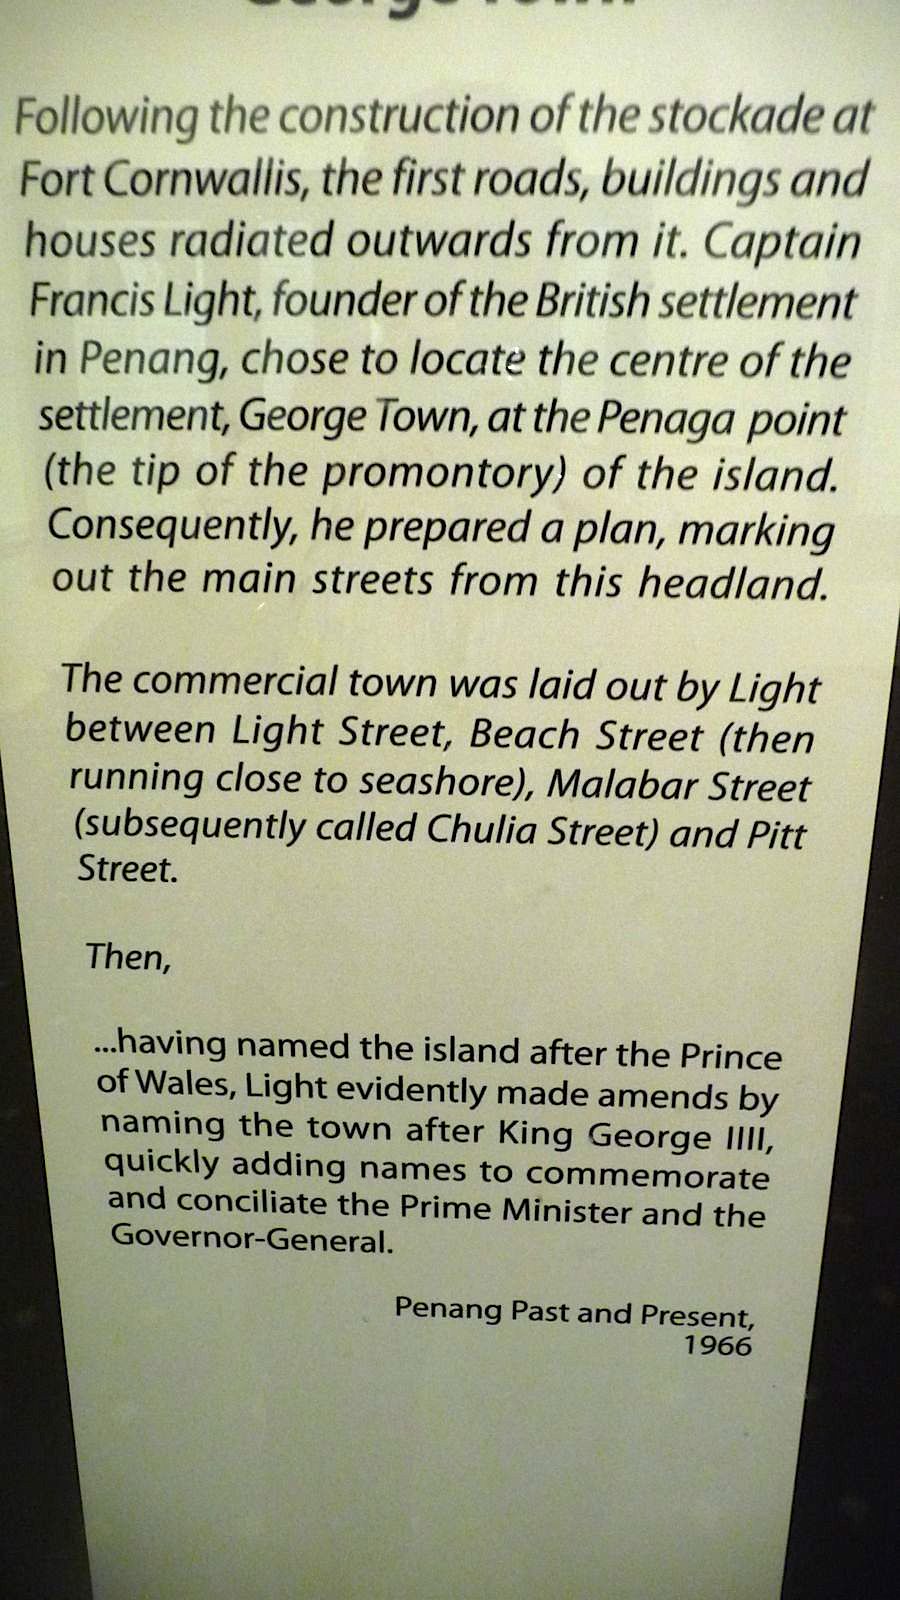 George Town
Following the construction of the stockade at
Fort Cornwallis, the first roads, buildings and
houses radiated outwards from it. Captain
Francis Light, founder of the British settlement
in Penang, chose to locate the centre of the
settlement, George Town, at the Penaga point
(the tip of the promontory) of the island.
Consequently, he prepared a plan, marking
out the main streets from this headland.
The commercial town was laid out by Light
between Light Street, Beach Street (then
running close to seashore), Malabar Street
(subsequently called Chulia Street) and Pitt
Street.
Then,
...having named the island after the Prince
of Wales, Light evidently made amends by
naming the town after King George IIII,
quickly adding names to commemorate
and conciliate the Prime Minister and the
Governor-General.
Penang Past and Present,
1966